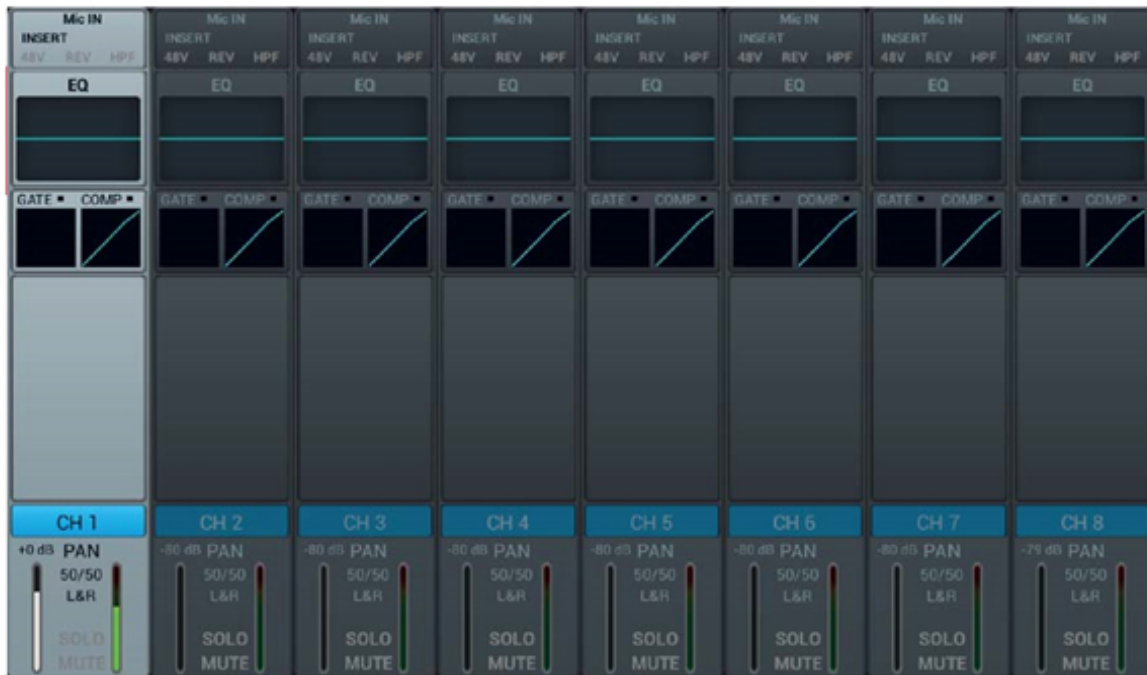 Mic IN Mic IN Mic IN Mic IN Mic IN Mic IN Mic IN Mic IN
INSERT INSERT INSERT INSERT INSERT INSERT INSERT INSERT
48V REV HPF 48V REV HPF 48V REV HPF 48V REV HPF 48V REV HPF 48V REV HPF 48V REV HPF 48V REV HPF
EQ EQ EQ EQ EQ EQ EQ EQ
GATE COMP GATE COMP GATE COMP GATE COMP GATE COMP GATE COMP GATE COMP GATE COMP
CH 1 CH 2 CH 3 CH 4 CH 5 CH 6 CH 7 CH 8
+0 dB PAN -80 dB PAN -80 dB PAN -80 dB PAN -80 dB PAN -80 dB PAN -80 dB PAN -75 dB PAN
50/50 50/50 50/50 50/50 50/50 50/50 50/50 50/50
L&R L&R L&R L&R L&R L&R L&R L&R
SOLO SOLO SOLO SOLO SOLO SOLO SOLO SOLO
MUTE MUTE MUTE MUTE MUTE MUTE MUTE MUTE